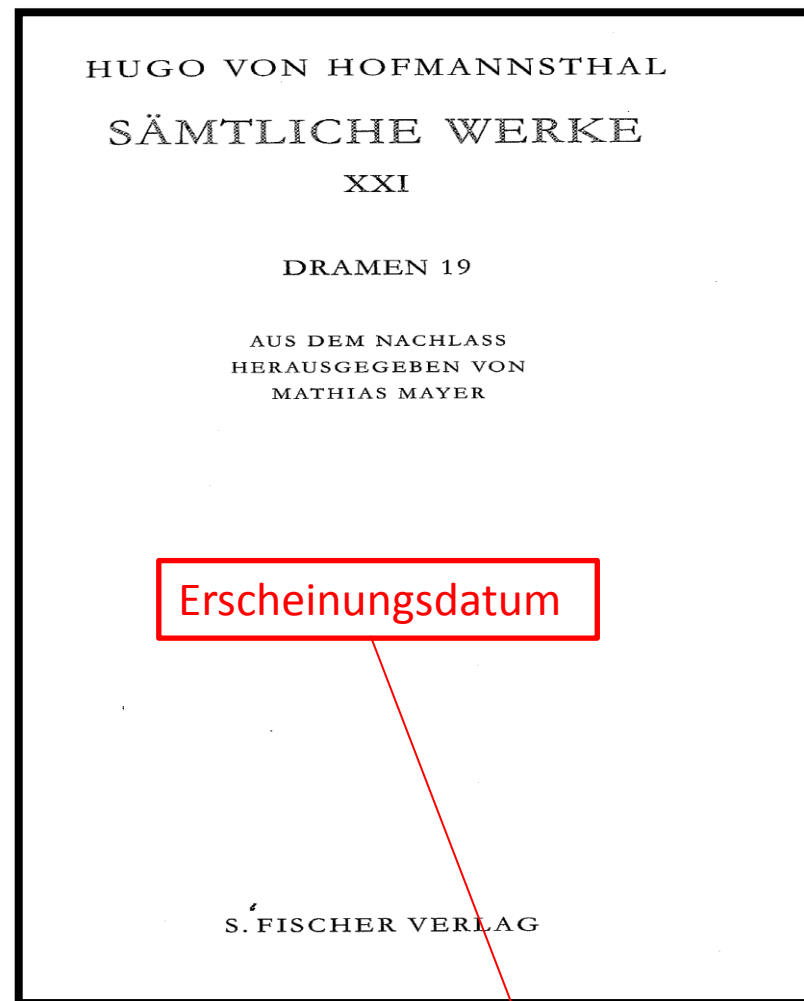 HUGO VON HOFMANNSTHAL
SÄMTLICHE WERKE
XXI
DRAMEN 19
AUS DEM NACHLASS
HERAUSGEGEBEN VON
MATHIAS MAYER
Erscheinungsdatum
S. FISCHER VERLAG